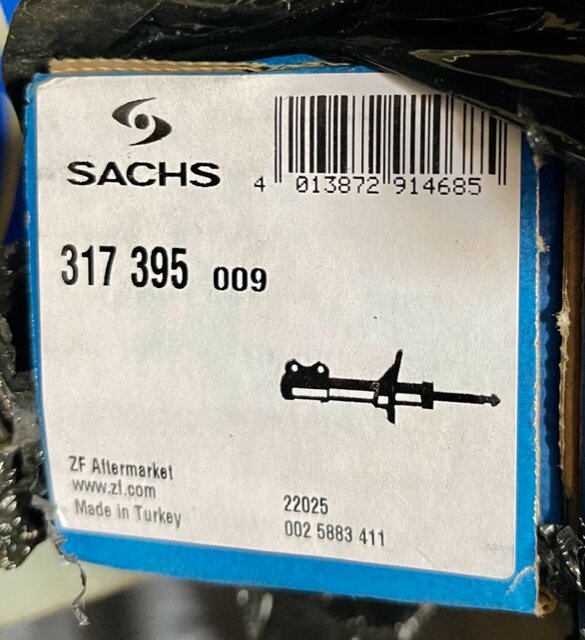 SACHS
4 013872 914685
317 395 009
ZF Aftermarket
www.zf.com
Made in Turkey
22025
002 5883 411